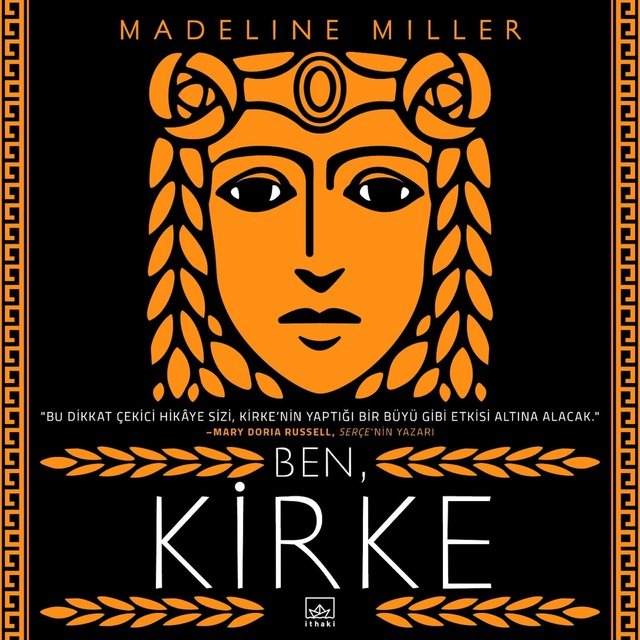 MADELINE MILLER
"BU DİKKAT ÇEKİCİ HİKÂYE SİZİ, KİRKE'NİN YAPTIĞI BİR BÜYÜ GİBİ ETKİSİ ALTINA ALACAK."
–MARY DORIA RUSSELL, SERÇE'NİN YAZARI
BEN,
KİRKE
ithaki